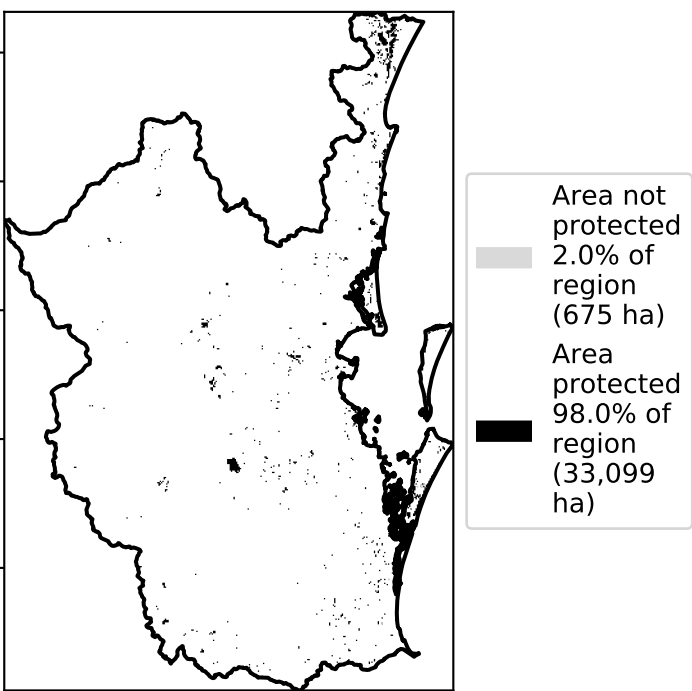 Area not
protected
2.0% of
region
(675 ha)
Area
protected
98.0% of
region
(33,099
ha)